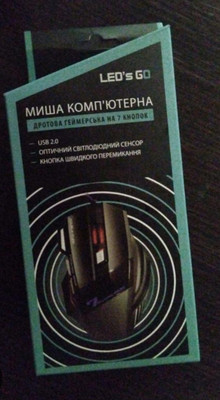 LED's GO
МИША КОМП'ЮТЕРНА
ДРОТОВА ГЕЙМЕРСЬКА НА 7 КНОПОК
— USB 2.0
— ОПТИЧНИЙ СВІТЛОДІОДНИЙ СЕНСОР
— КНОПКА ШВИДКОГО ПЕРЕМИКАННЯ